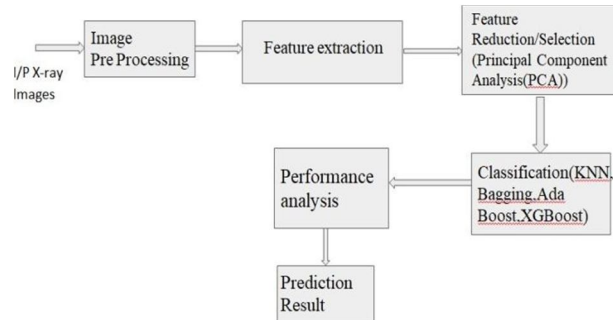 I/P X-ray
Images
Image
Pre Processing
Feature extraction
Feature
Reduction/Selection
(Principal Component
Analysis(PCA))
Classification(KNN,
Bagging,Ada
Boost,XGBoost)
Performance
analysis
Prediction
Result